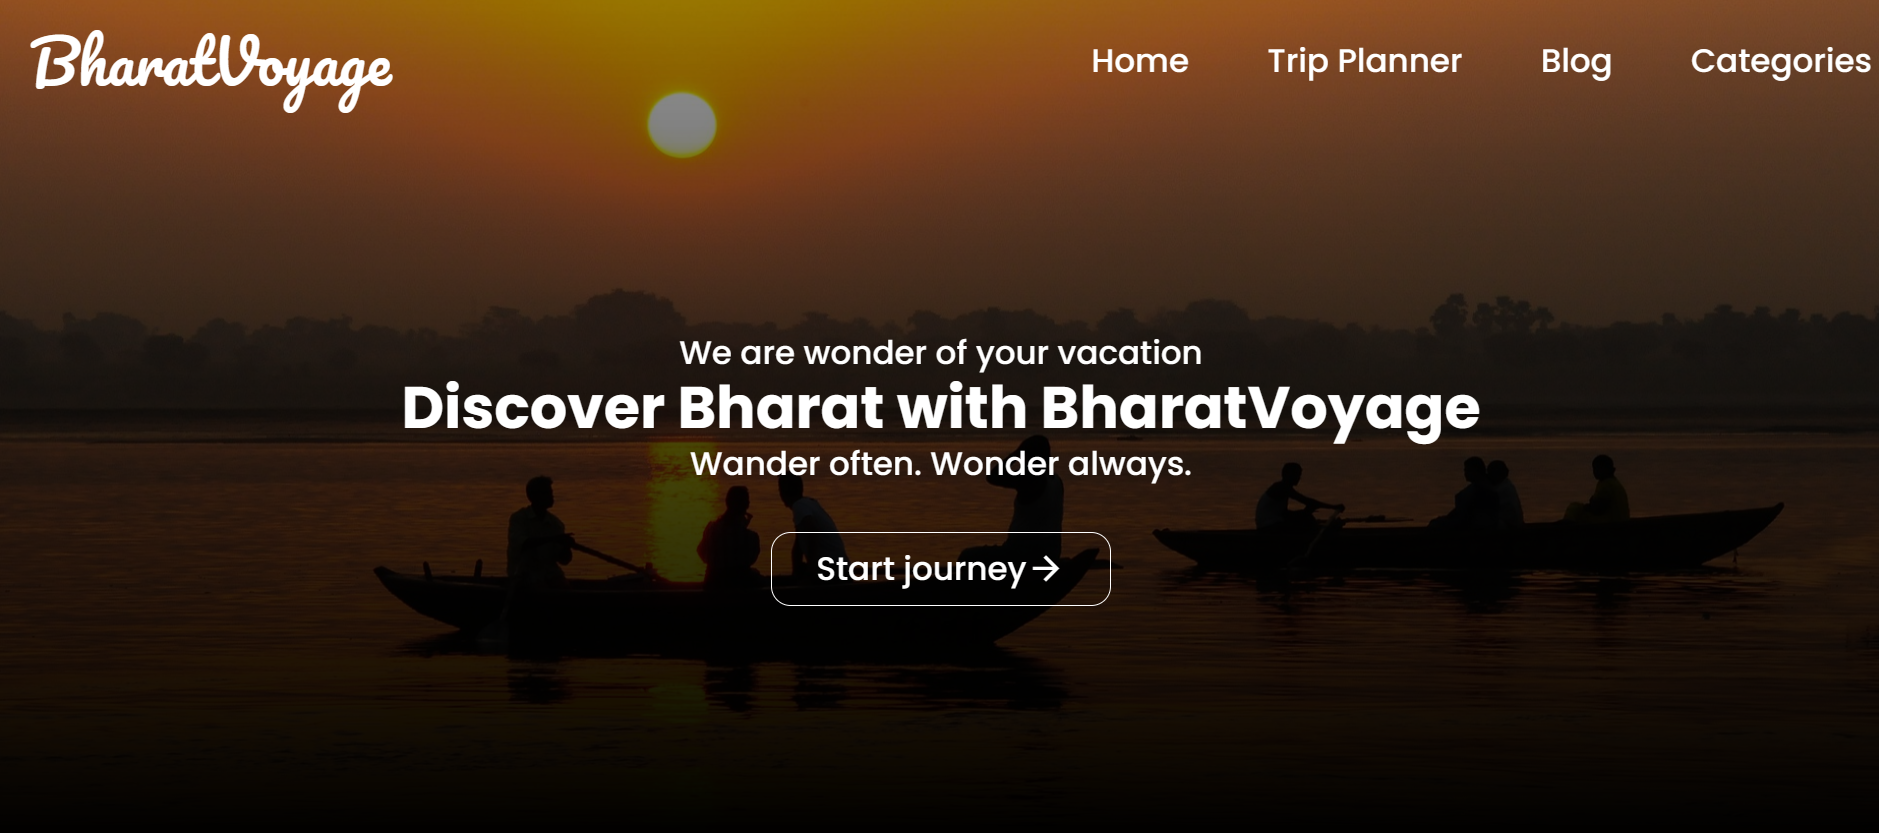 BharatVoyage
Home Trip Planner Blog Categories
We are wonder of your vacation
Discover Bharat with BharatVoyage
Wander often. Wonder always.
Start journey→